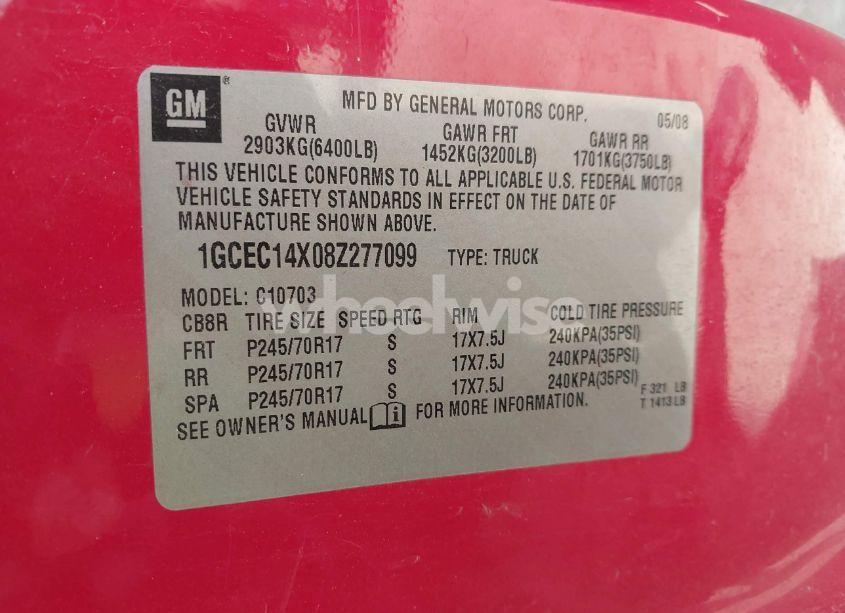 GM ®
MFD BY GENERAL MOTORS CORP. 05/08
GVWR GAWR FRT GAWR RR
2903KG(6400LB) 1452KG(3200LB) 1701KG(3750LB)
THIS VEHICLE CONFORMS TO ALL APPLICABLE U.S. FEDERAL MOTOR
VEHICLE SAFETY STANDARDS IN EFFECT ON THE DATE OF
MANUFACTURE SHOWN ABOVE.
1GCEC14X08Z277099 TYPE: TRUCK
MODEL: C10703
wheelwise
CB8R TIRE SIZE SPEED RTG RIM COLD TIRE PRESSURE
FRT P245/70R17 S 17X7.5J 240KPA(35PSI)
RR P245/70R17 S 17X7.5J 240KPA(35PSI)
SPA P245/70R17 S 17X7.5J 240KPA(35PSI)
F 321 LB
T 1413 LB
SEE OWNER'S MANUAL i FOR MORE INFORMATION.